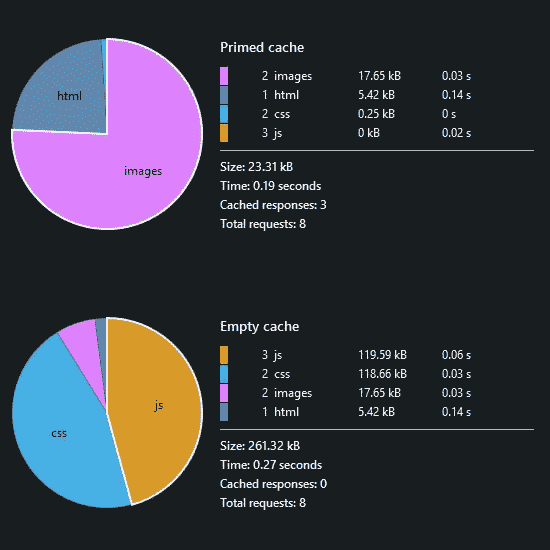 Primed cache
html
images
2 images 17.65 kB 0.03 s
1 html 5.42 kB 0.14 s
2 css 0.25 kB 0 s
3 js 0 kB 0.02 s
Size: 23.31 kB
Time: 0.19 seconds
Cached responses: 3
Total requests: 8
Empty cache
js
css
3 js 119.59 kB 0.06 s
2 css 118.66 kB 0.03 s
2 images 17.65 kB 0.03 s
1 html 5.42 kB 0.14 s
Size: 261.32 kB
Time: 0.27 seconds
Cached responses: 0
Total requests: 8